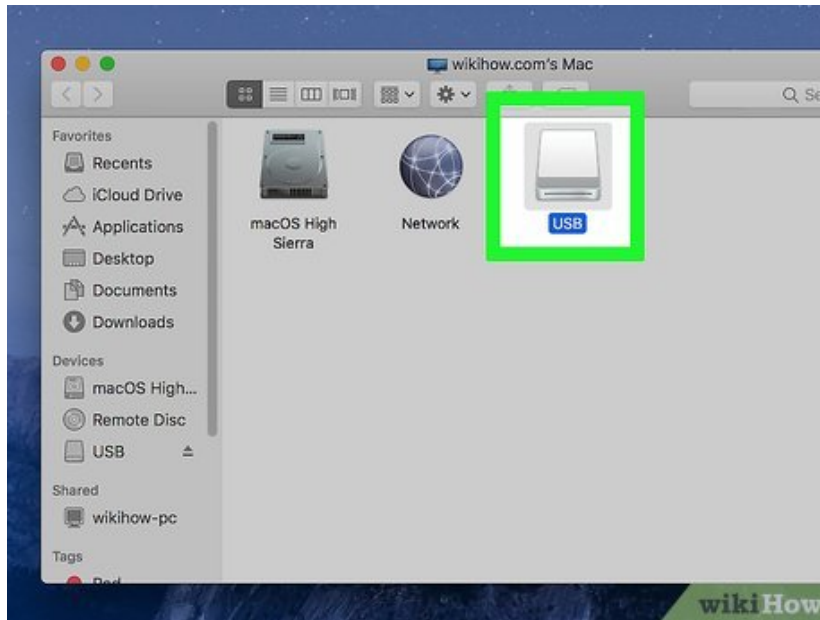 wikihow.com's Mac
Favorites
Recents
iCloud Drive
Applications
Desktop
Documents
Downloads
Devices
macOS High...
Remote Disc
USB
Shared
wikihow-pc
Tags
macOS High
Sierra
Network
USB
wikiHow